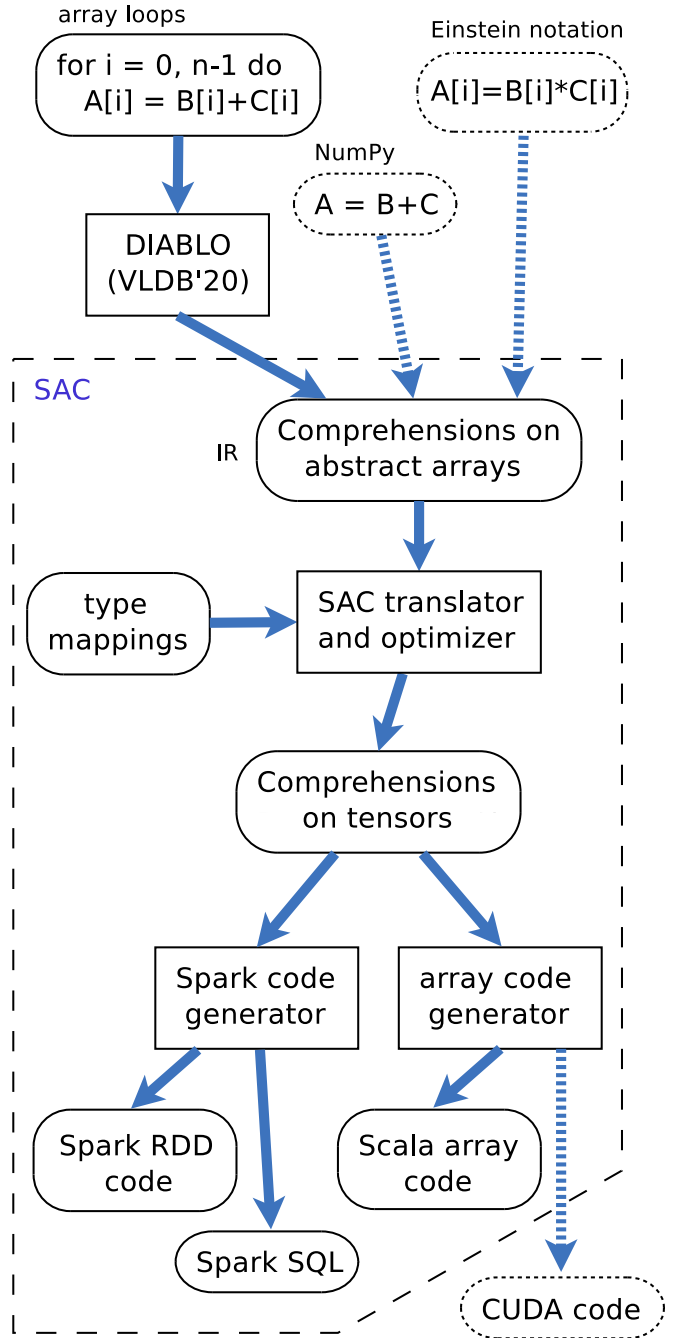 array loops
for i = 0, n-1 do
A[i] = B[i]+C[i]
Einstein notation
A[i]=B[i]*C[i]
NumPy
A = B+C
DIABLO
(VLDB'20)
SAC
IR
Comprehensions on
abstract arrays
type
mappings
SAC translator
and optimizer
Comprehensions
on tensors
Spark code
generator
array code
generator
Spark RDD
code
Scala array
code
Spark SQL
CUDA code